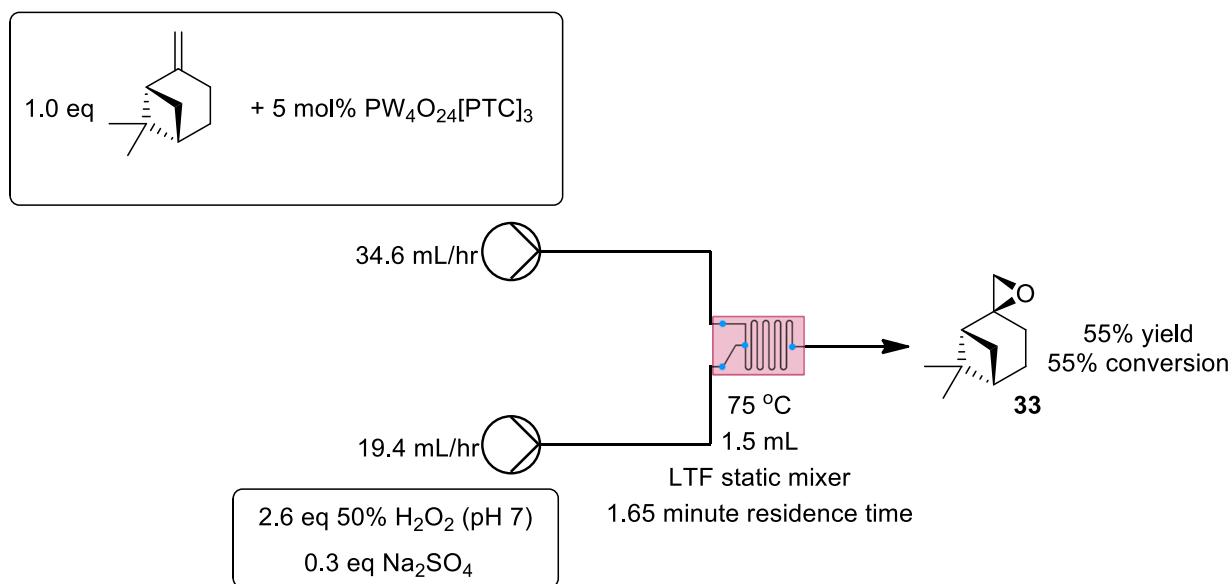 1.0 eq + 5 mol% PW₄O₂₄[PTC]₃
34.6 mL/hr
O
55% yield
55% conversion
33
75 °C
1.5 mL
LTF static mixer
1.65 minute residence time
19.4 mL/hr
2.6 eq 50% H₂O₂ (pH 7)
0.3 eq Na₂SO₄